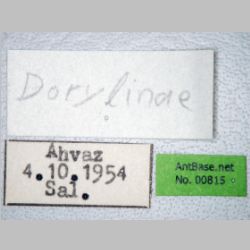 Dorylinae
Ahvaz
4.10.1954
Sal.
AntBase.net
No. 00815